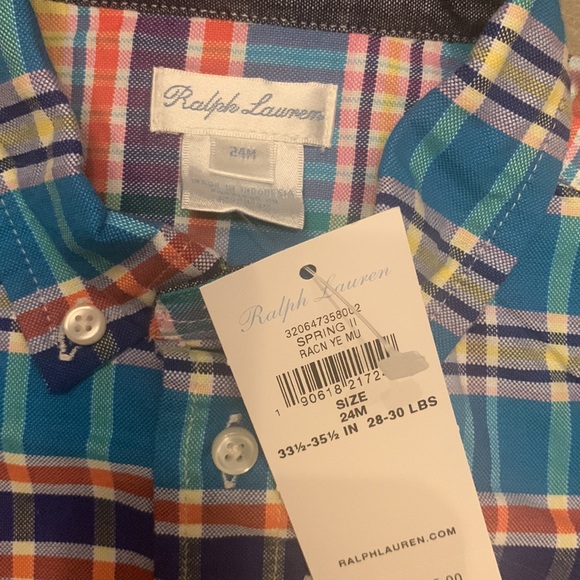 Ralph Lauren
24M
Ralph Lauren
320647358002
SPRING II
RACN YE MU
1 90618 2172
SIZE
24M
33½-35½ IN 28-30 LBS
RALPHLAUREN.COM